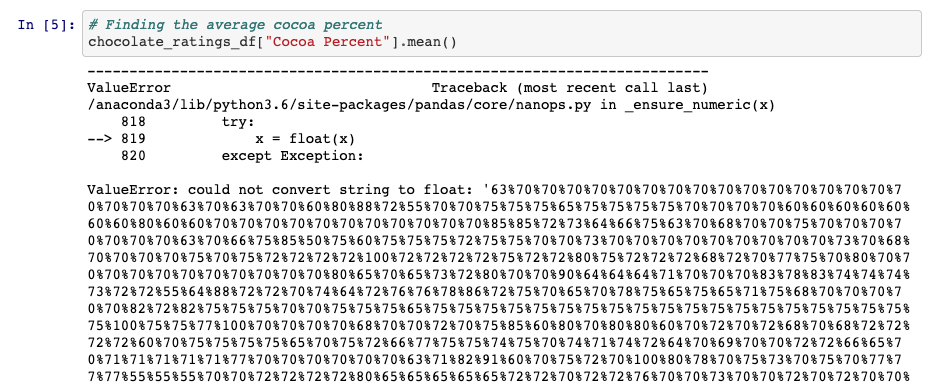 In [5]: # Finding the average cocoa percent
chocolate_ratings_df["Cocoa Percent"].mean()
---------------------------------------------------------------------------
ValueError                                Traceback (most recent call last)
/anaconda3/lib/python3.6/site-packages/pandas/core/nanops.py in _ensure_numeric(x)
    818         try:
--> 819             x = float(x)
    820         except Exception:
ValueError: could not convert string to float: '63%70%70%70%70%70%70%70%70%70%70%70%70%70%70%70%7
0%70%70%70%63%70%63%70%70%60%80%88%72%55%70%70%75%75%75%65%75%75%75%75%70%70%70%70%60%60%60%60%60%
60%60%80%60%60%70%70%70%70%70%70%70%70%70%70%70%70%85%85%72%73%64%66%75%63%70%68%70%70%75%70%70%70%7
0%70%70%70%63%70%66%75%85%50%75%60%75%75%75%72%75%75%70%70%73%70%70%70%70%70%70%70%70%70%73%70%68%
70%70%70%70%75%70%75%72%72%72%72%100%72%72%72%72%75%72%72%80%75%72%72%72%68%72%70%77%75%70%80%70%7
0%70%70%70%70%70%70%70%70%70%80%65%70%65%73%72%80%70%70%90%64%64%64%71%70%70%70%83%78%83%74%74%74%
73%72%72%55%64%88%72%72%70%74%64%72%76%76%78%86%72%75%70%65%70%78%75%65%75%65%71%75%68%70%70%70%7
0%70%82%72%82%75%75%75%70%70%75%75%75%65%75%75%75%75%75%75%75%75%75%75%75%75%75%75%75%75%75%75%75%
75%100%75%75%77%100%70%70%70%70%68%70%70%72%70%75%85%60%80%70%80%80%60%70%72%70%72%68%70%68%72%72%
72%72%60%70%75%75%75%75%65%70%75%72%66%77%75%75%74%75%70%74%71%74%72%64%70%69%70%70%72%72%66%65%7
0%71%71%71%71%71%77%70%70%70%70%70%70%63%71%82%91%60%70%75%72%70%100%80%78%70%75%73%70%75%70%77%7
7%77%55%55%55%70%70%72%72%72%72%80%65%65%65%65%65%72%72%70%72%72%76%70%70%73%70%70%72%70%72%70%70%